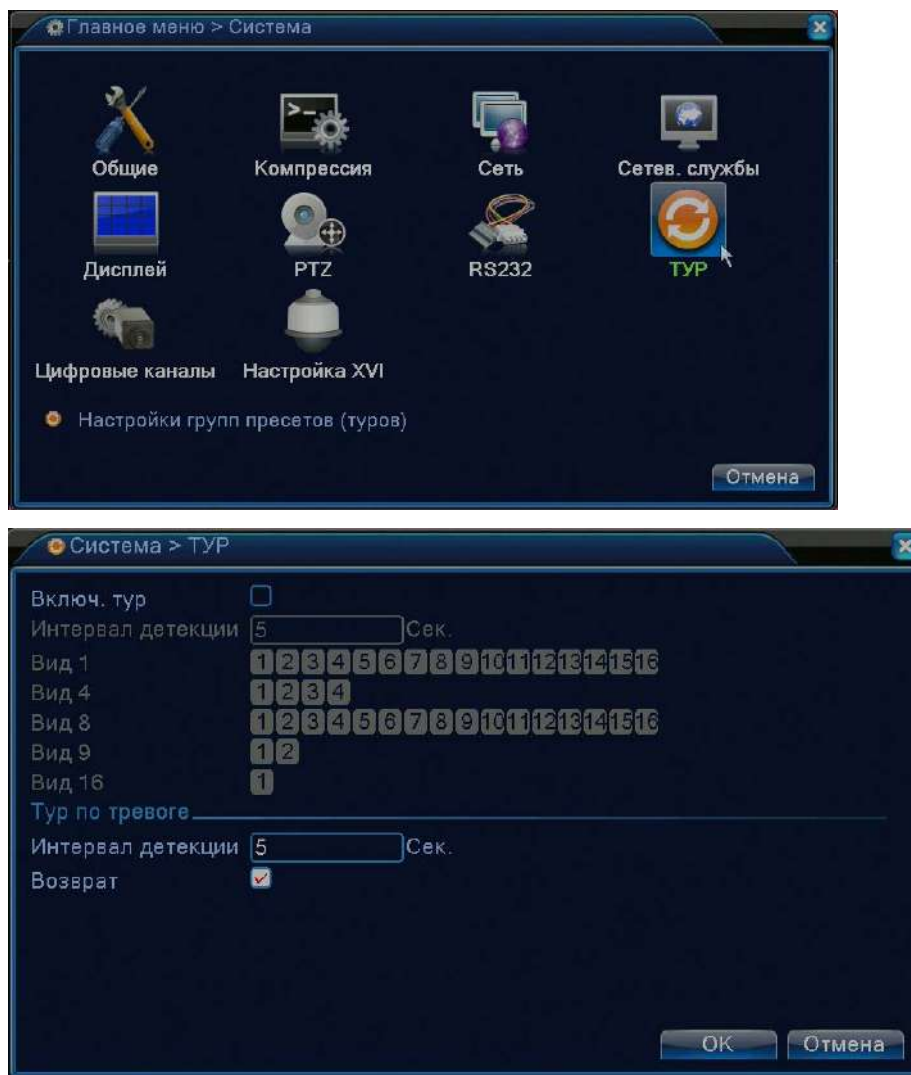 Главное меню > Система
Общие Компрессия Сеть Сетев. службы
Дисплей PTZ RS232 ТУР
Цифровые каналы Настройка XVI
Настройки групп пресетов (туров)
Отмена
Система > ТУР
Включ. тур
Интервал детекции 5 Сек.
Вид 1 1 2 3 4 5 6 7 8 9 10 11 12 13 14 15 16
Вид 4 1 2 3 4
Вид 8 1 2 3 4 5 6 7 8 9 10 11 12 13 14 15 16
Вид 9 1 2
Вид 16 1
Тур по тревоге
Интервал детекции 5 Сек.
Возврат
OK Отмена